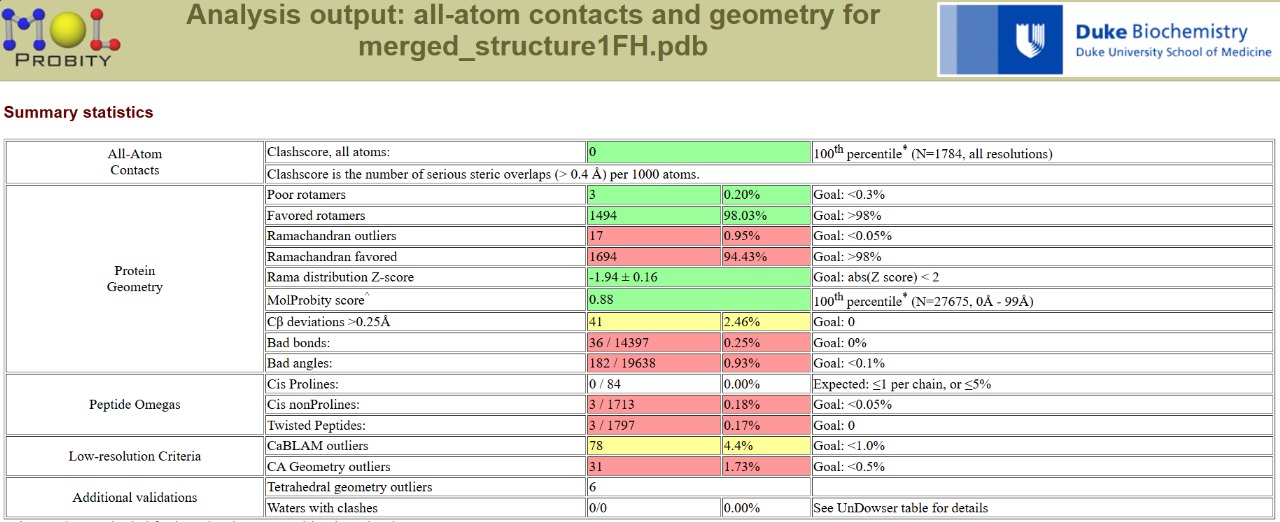 MOL
PROBITY
Analysis output: all-atom contacts and geometry for
merged_structure1FH.pdb
Duke Biochemistry
Duke University School of Medicine
Summary statistics
All-Atom
Contacts
Clashscore, all atoms: 0 100th percentile* (N=1784, all resolutions)
Clashscore is the number of serious steric overlaps (> 0.4 Å) per 1000 atoms.
Protein
Geometry
Poor rotamers 3 0.20% Goal: <0.3%
Favored rotamers 1494 98.03% Goal: >98%
Ramachandran outliers 17 0.95% Goal: <0.05%
Ramachandran favored 1694 94.43% Goal: >98%
Rama distribution Z-score -1.94 ± 0.16 Goal: abs(Z score) < 2
MolProbity score^ 0.88 100th percentile* (N=27675, 0Å - 99Å)
Cβ deviations >0.25Å 41 2.46% Goal: 0
Bad bonds: 36 / 14397 0.25% Goal: 0%
Bad angles: 182 / 19638 0.93% Goal: <0.1%
Peptide Omegas
Cis Prolines: 0 / 84 0.00% Expected: ≤1 per chain, or ≤5%
Cis nonProlines: 3 / 1713 0.18% Goal: <0.05%
Twisted Peptides: 3 / 1797 0.17% Goal: 0
Low-resolution Criteria
CaBLAM outliers 78 4.4% Goal: <1.0%
CA Geometry outliers 31 1.73% Goal: <0.5%
Additional validations
Tetrahedral geometry outliers 6
Waters with clashes 0/0 0.00% See UnDowser table for details